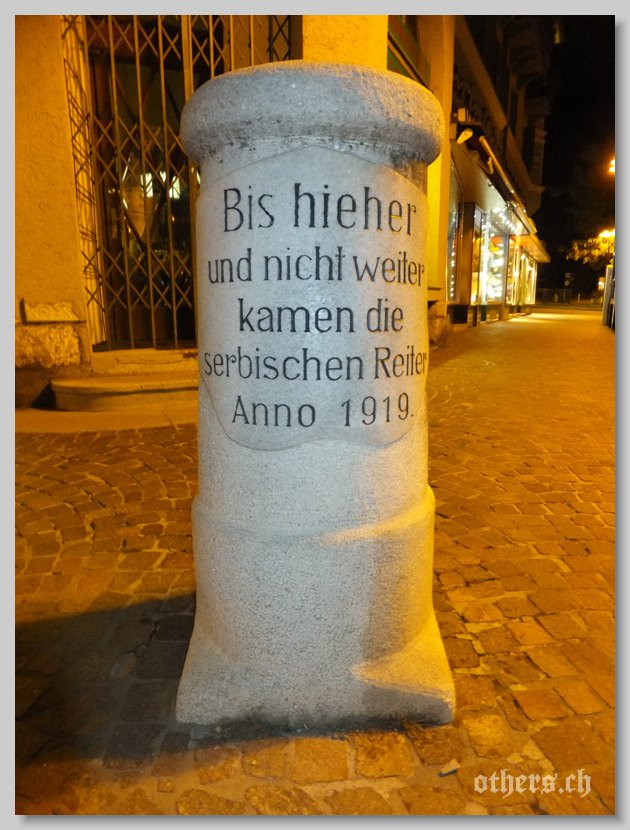 Bis hieher
und nicht weiter
kamen die
serbischen Reiter
Anno 1919.
others.ch